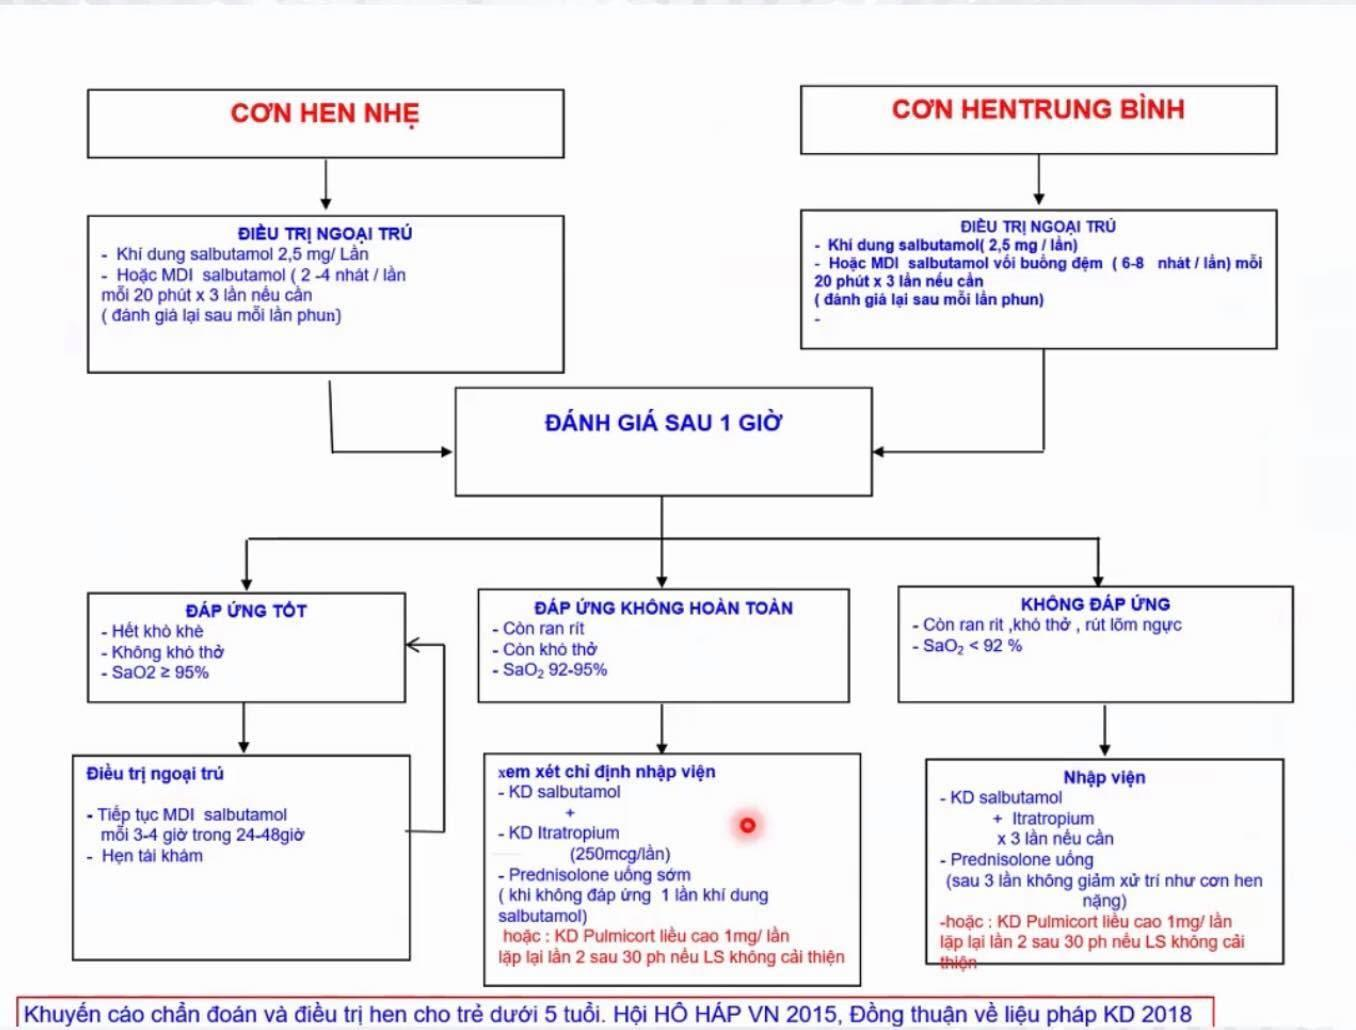 CƠN HEN NHẸ
CƠN HENTRUNG BÌNH
ĐIỀU TRỊ NGOẠI TRÚ
- Khí dung salbutamol 2,5 mg/ Lần
- Hoặc MDI salbutamol ( 2 -4 nhát / lần
mỗi 20 phút x 3 lần nếu cần
( đánh giá lại sau mỗi lần phun)
ĐIỀU TRỊ NGOẠI TRÚ
- Khí dung salbutamol( 2,5 mg / lần)
- Hoặc MDI salbutamol vối buồng đệm ( 6-8 nhát / lần) mỗi
20 phút x 3 lần nếu cần
( đánh giá lại sau mỗi lần phun)
-
ĐÁNH GIÁ SAU 1 GIỜ
ĐÁP ỨNG TỐT
- Hết khò khè
- Không khó thở
- SaO2 ≥ 95%
ĐÁP ỨNG KHÔNG HOÀN TOÀN
- Còn ran rít
- Còn khó thở
- SaO₂ 92-95%
KHÔNG ĐÁP ỨNG
- Còn ran rit ,khó thở , rút lõm ngực
- SaO₂ < 92 %
Điều trị ngoại trú
- Tiếp tục MDI salbutamol
mỗi 3-4 giờ trong 24-48giờ
- Hẹn tái khám
xem xét chỉ định nhập viện
- KD salbutamol
+
- KD Itratropium
(250mcg/lần)
- Prednisolone uống sớm
( khi không đáp ứng 1 lần khí dung
salbutamol)
hoặc : KD Pulmicort liều cao 1mg/ lần
lặp lại lần 2 sau 30 ph nếu LS không cải thiện
Nhập viện
- KD salbutamol
+ Itratropium
x 3 lần nếu cần
- Prednisolone uống
(sau 3 lần không giảm xử trí như cơn hen
nặng)
-hoặc : KD Pulmicort liều cao 1mg/ lần
lặp lại lần 2 sau 30 ph nếu LS không cải
thiện
Khuyến cáo chẩn đoán và điều trị hen cho trẻ dưới 5 tuổi. Hội HÔ HẤP VN 2015, Đồng thuận về liệu pháp KD 2018